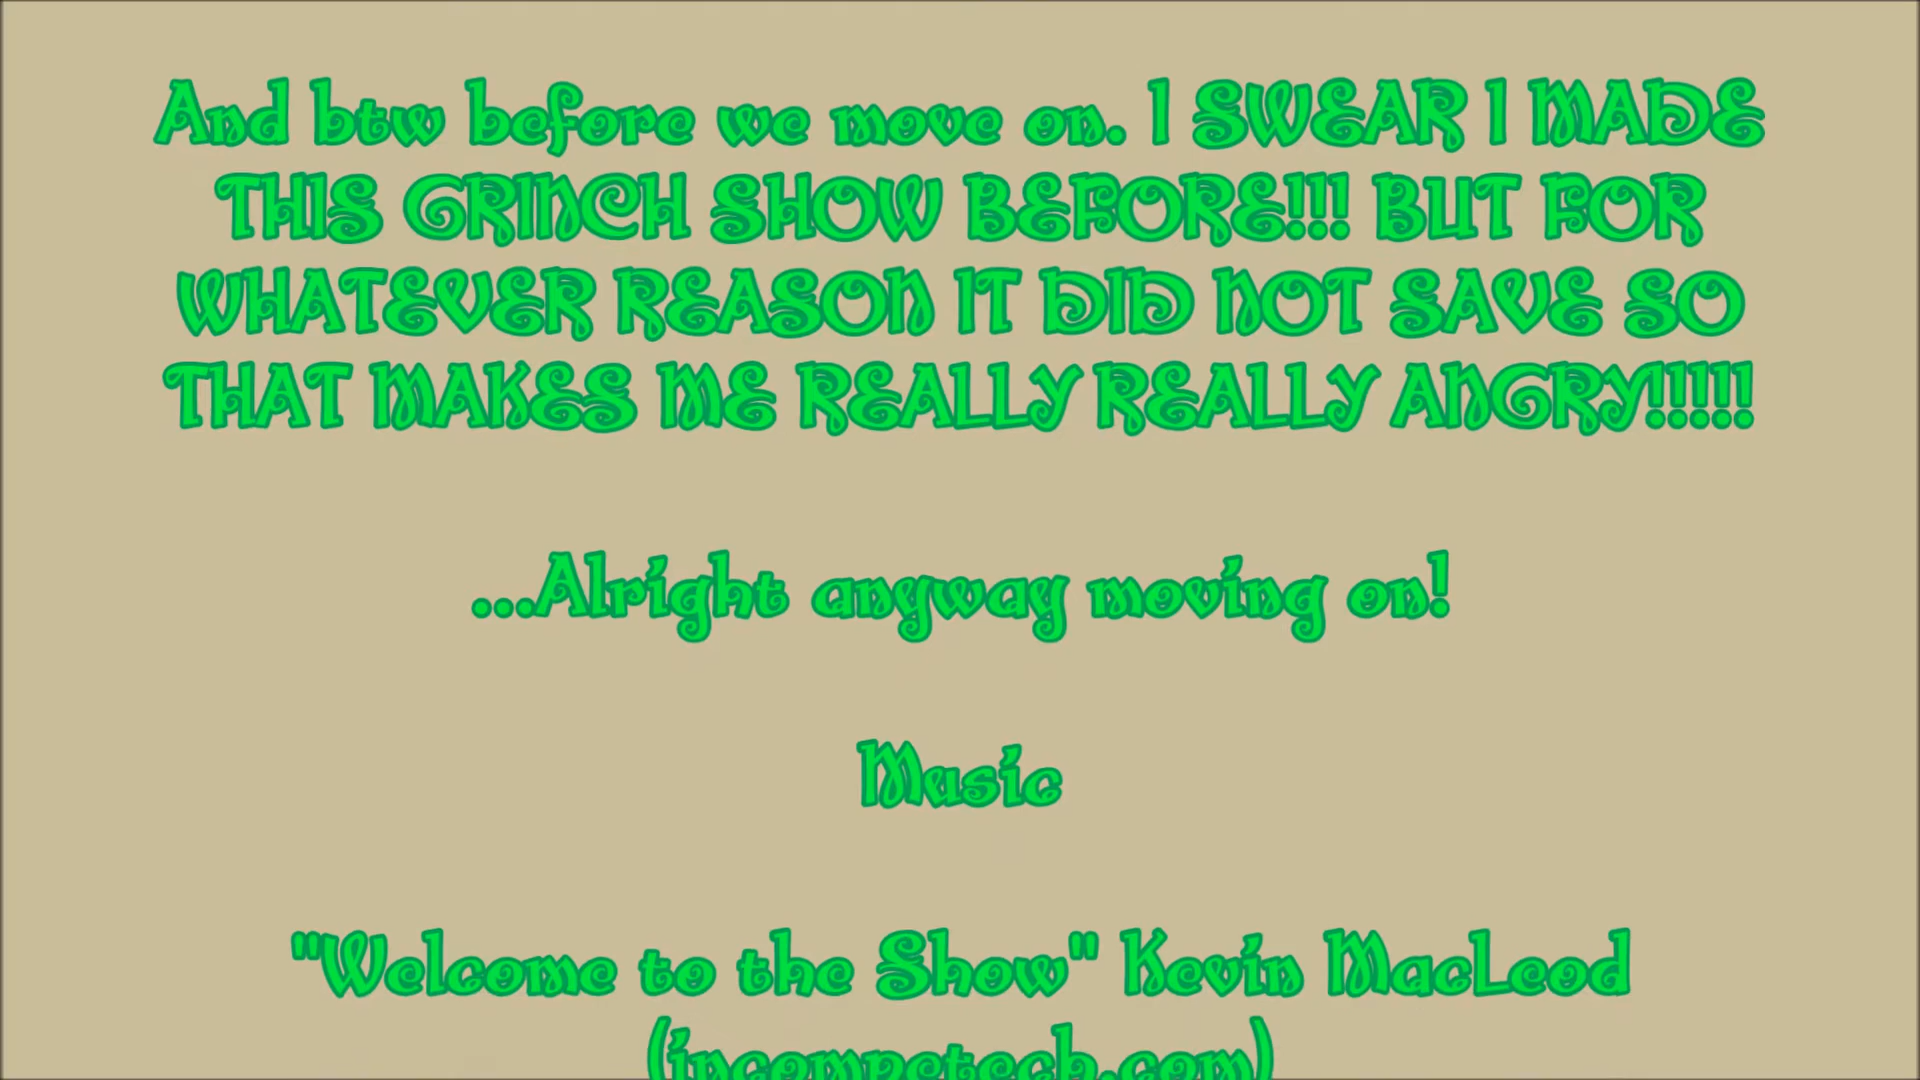 And btw before we move on. I SWEAR I MADE
THIS GRINCH SHOW BEFORE!!! BUT FOR
WHATEVER REASON IT DID NOT SAVE SO
THAT MAKES ME REALLY REALLY ANGRY!!!!!
...Alright anyway moving on!
Music
"Welcome to the Show" Kevin MacLeod
(incompetech.com)